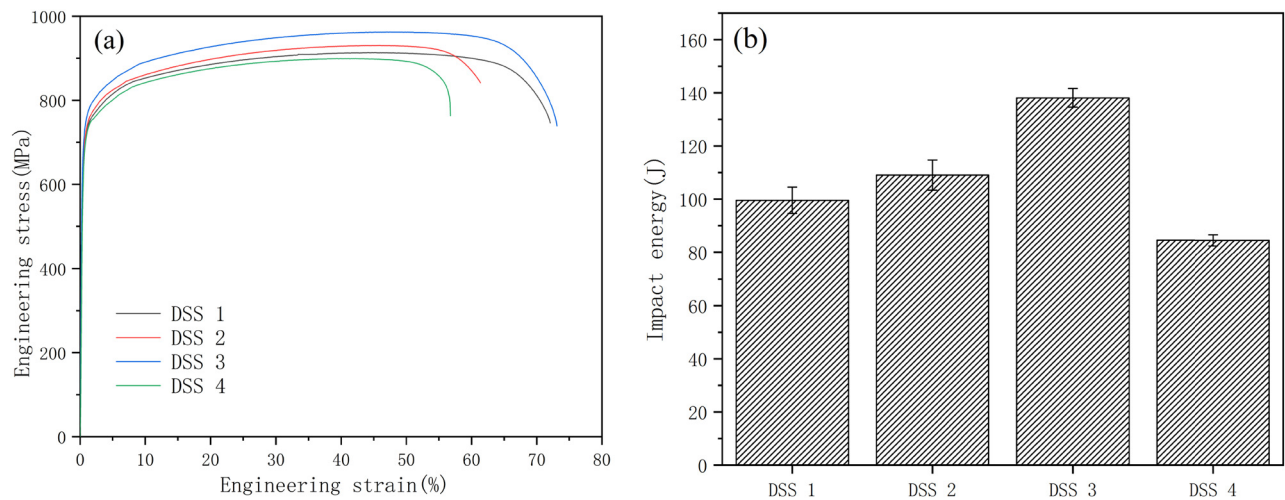 (a)
Engineering stress(MPa)
1000
800
600
400
200
0
DSS 1
DSS 2
DSS 3
DSS 4
0 10 20 30 40 50 60 70 80
Engineering strain(%)
(b)
Impact energy(J)
160
140
120
100
80
60
40
20
0
DSS 1 DSS 2 DSS 3 DSS 4